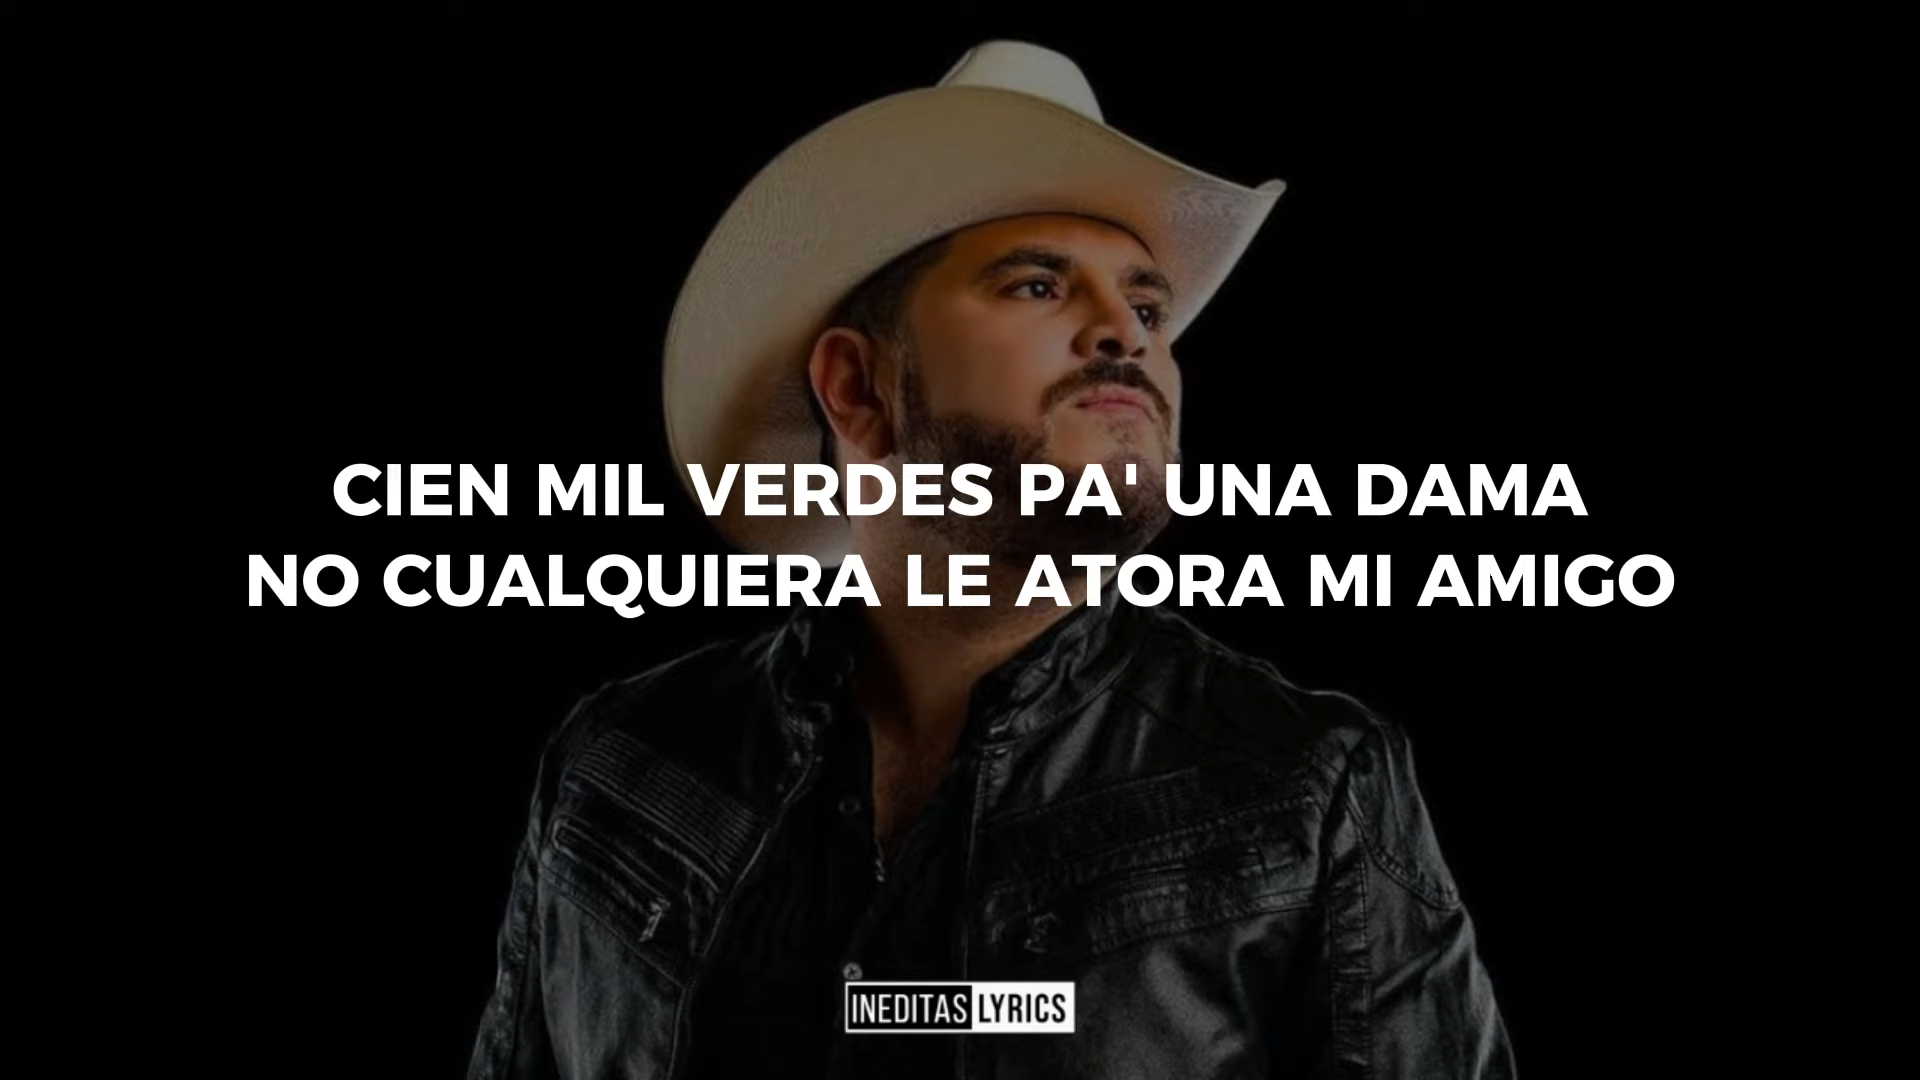 CIEN MIL VERDES PA' UNA DAMA
NO CUALQUIERA LE ATORA MI AMIGO
INEDITAS LYRICS